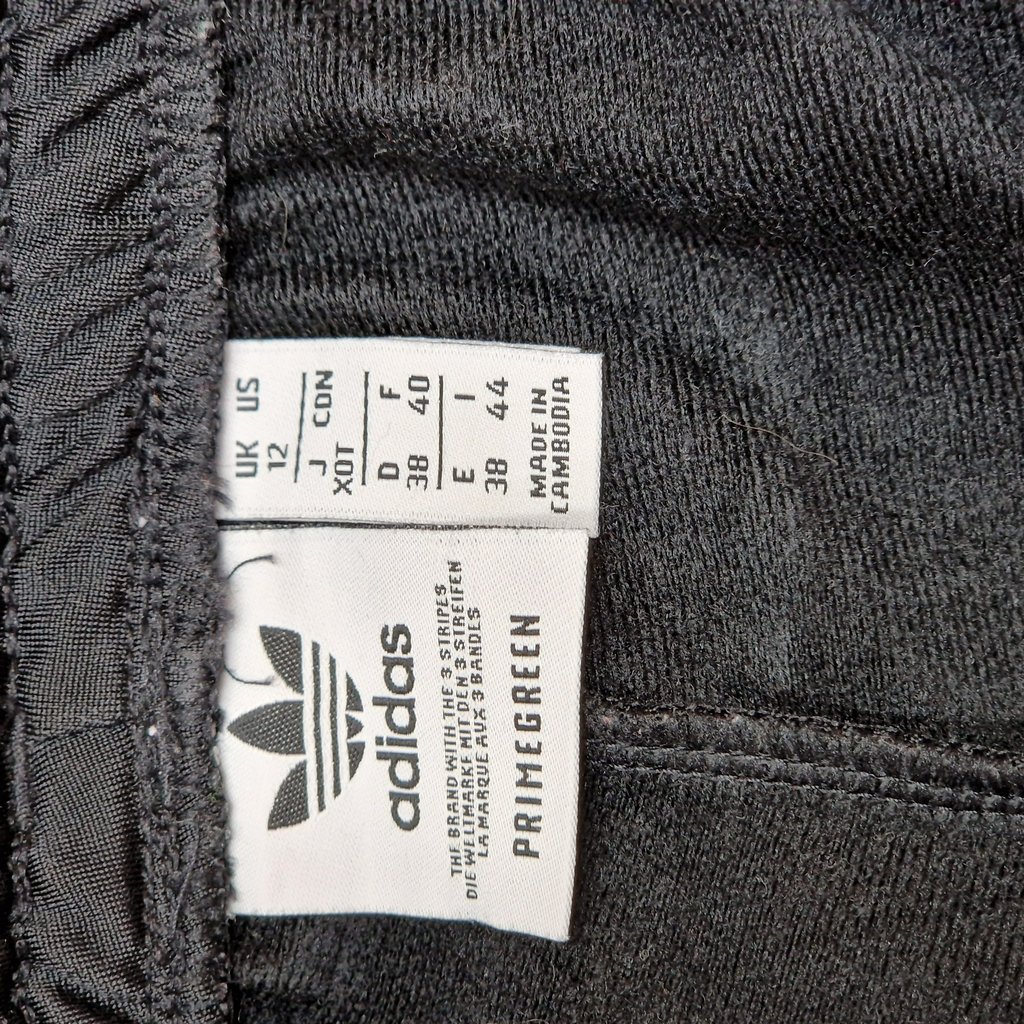 UK US
12
J CDN
XOT
D F
38 40
E I
38 44
MADE IN
CAMBODIA
adidas
THE BRAND WITH THE 3 STRIPES
DIE WELTMARKE MIT DEN 3 STREIFEN
LA MARQUE AUX 3 BANDES
PRIMEGREEN